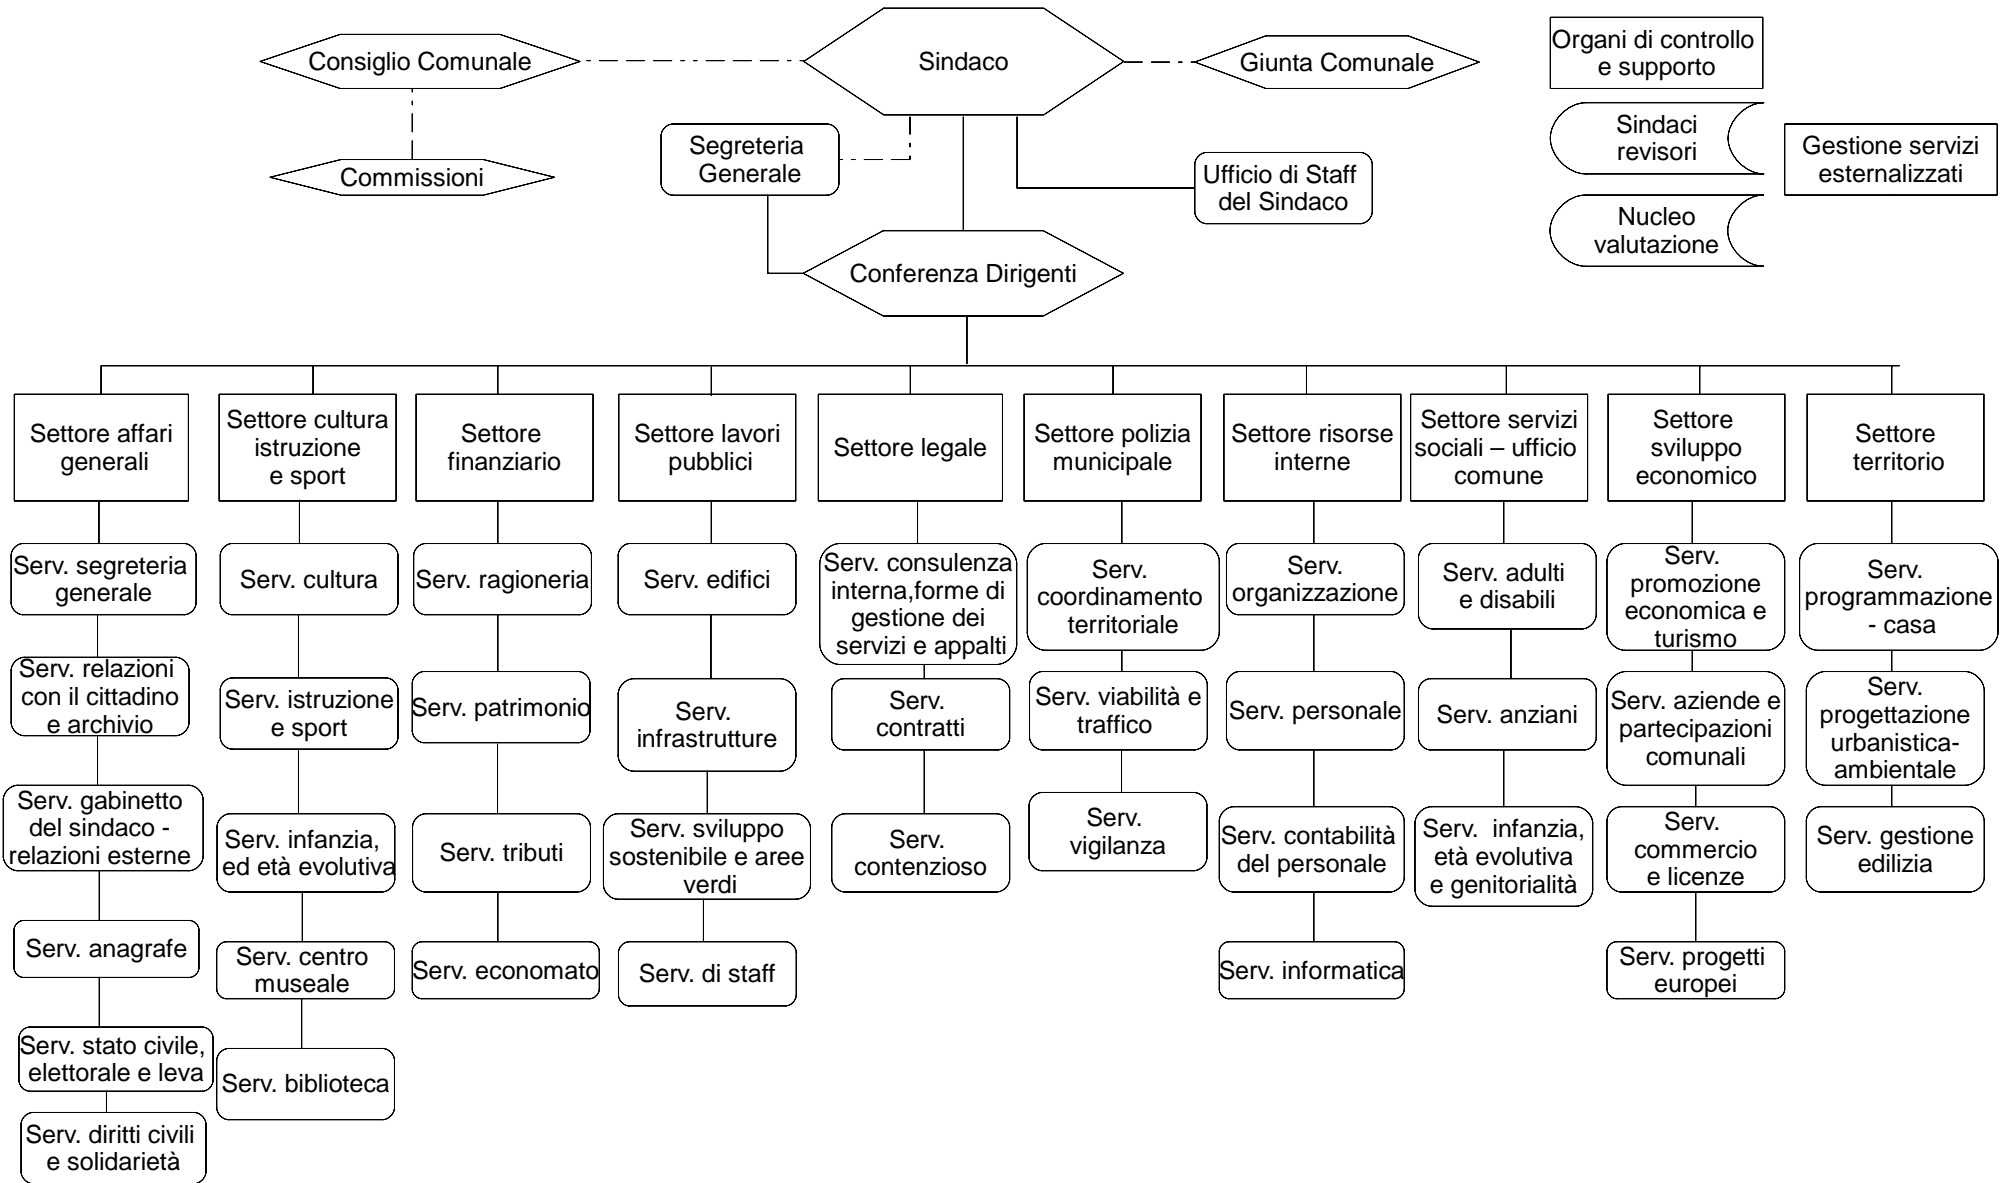 Consiglio Comunale
Sindaco
Giunta Comunale
Organi di controllo
e supporto
Sindaci
revisori
Gestione servizi
esternalizzati
Segreteria
Generale
Commissioni
Ufficio di Staff
del Sindaco
Nucleo
valutazione
Conferenza Dirigenti
Settore affari
generali
Settore cultura
istruzione
e sport
Settore
finanziario
Settore lavori
pubblici
Settore legale
Settore polizia
municipale
Settore risorse
interne
Settore servizi
sociali – ufficio
comune
Settore
sviluppo
economico
Settore
territorio
Serv. segreteria
generale
Serv. relazioni
con il cittadino
e archivio
Serv. gabinetto
del sindaco -
relazioni esterne
Serv. anagrafe
Serv. stato civile,
elettorale e leva
Serv. diritti civili
e solidarietà
Serv. cultura
Serv. istruzione
e sport
Serv. infanzia,
ed età evolutiva
Serv. centro
museale
Serv. biblioteca
Serv. ragioneria
Serv. patrimonio
Serv. tributi
Serv. economato
Serv. edifici
Serv.
infrastrutture
Serv. sviluppo
sostenibile e aree
verdi
Serv. di staff
Serv. consulenza
interna,forme di
gestione dei
servizi e appalti
Serv.
contratti
Serv.
contenzioso
Serv.
coordinamento
territoriale
Serv. viabilità e
traffico
Serv.
vigilanza
Serv.
organizzazione
Serv. personale
Serv. contabilità
del personale
Serv. informatica
Serv. adulti
e disabili
Serv. anziani
Serv. infanzia,
età evolutiva
e genitorialità
Serv.
promozione
economica e
turismo
Serv. aziende e
partecipazioni
comunali
Serv.
commercio
e licenze
Serv. progetti
europei
Serv.
programmazione
- casa
Serv.
progettazione
urbanistica-
ambientale
Serv. gestione
edilizia